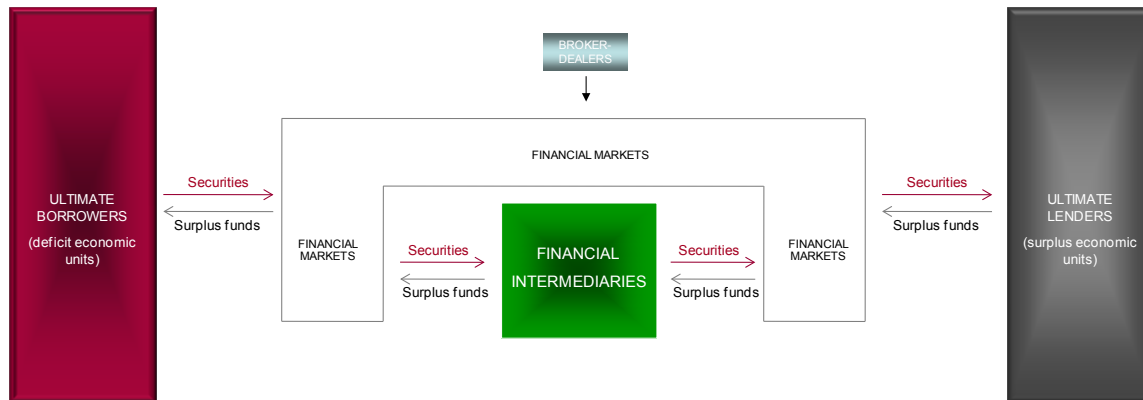 BROKER-
DEALERS
FINANCIAL MARKETS
ULTIMATE
BORROWERS
(deficit economic
units)
Securities
Surplus funds
FINANCIAL
MARKETS
Securities
Surplus funds
FINANCIAL
INTERMEDIARIES
Securities
Surplus funds
FINANCIAL
MARKETS
Securities
Surplus funds
ULTIMATE
LENDERS
(surplus economic
units)